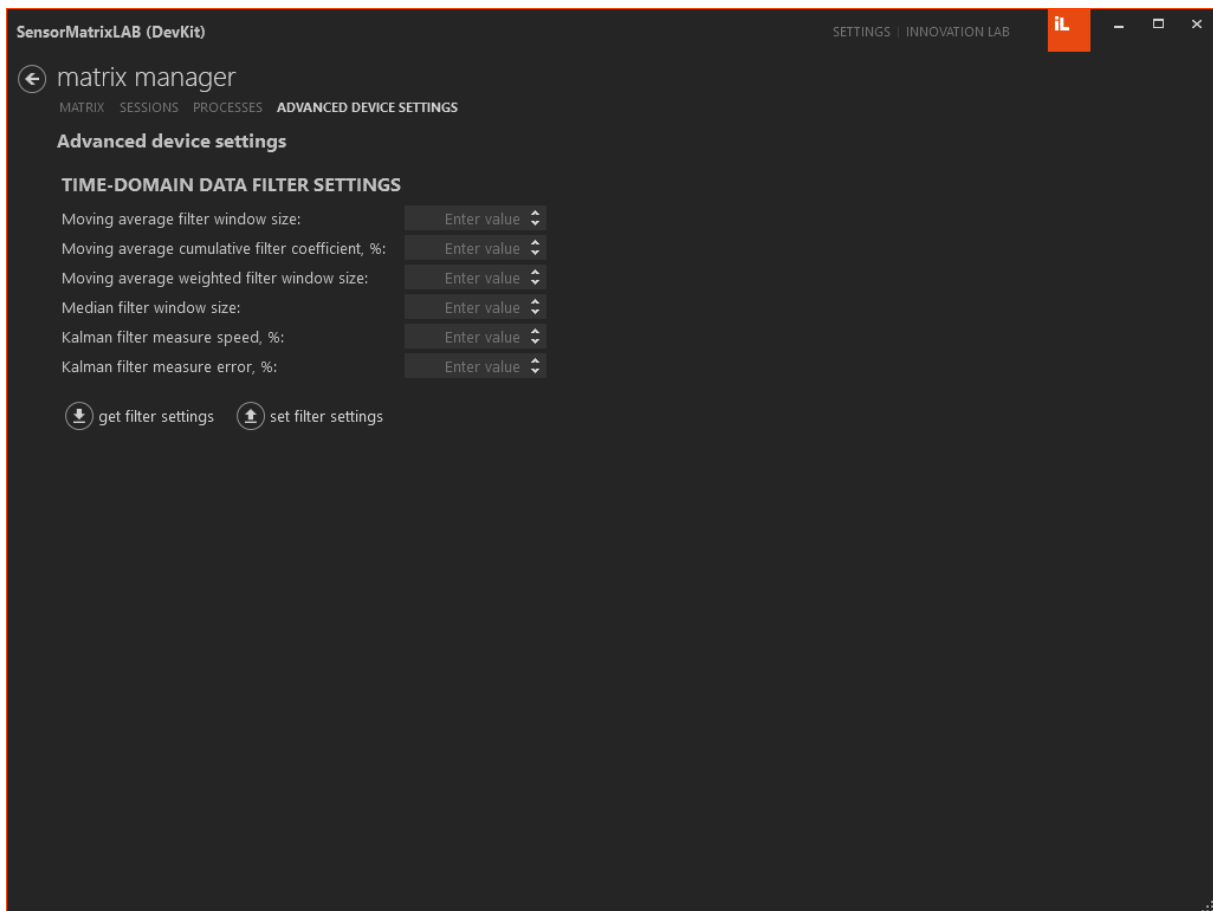 SensorMatrixLAB (DevKit) SETTINGS | INNOVATION LAB iL
matrix manager
MATRIX SESSIONS PROCESSES ADVANCED DEVICE SETTINGS
Advanced device settings
TIME-DOMAIN DATA FILTER SETTINGS
Moving average filter window size: Enter value
Moving average cumulative filter coefficient, %: Enter value
Moving average weighted filter window size: Enter value
Median filter window size: Enter value
Kalman filter measure speed, %: Enter value
Kalman filter measure error, %: Enter value
get filter settings set filter settings